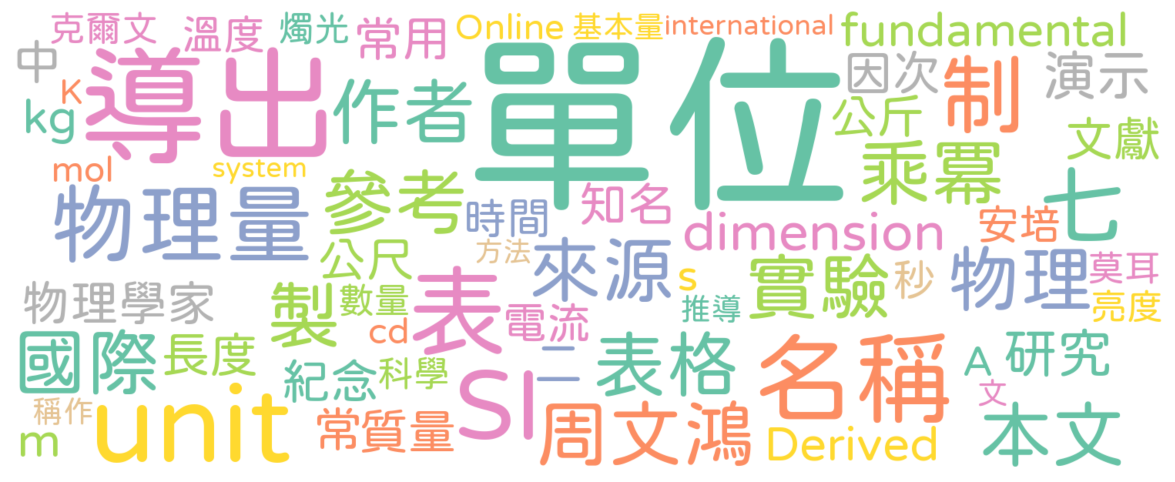 克爾文 溫度 燭光 常用 Online 基本量 international fundamental
中 K 導出 作者 單位 因次 制 演示
kg 公斤 文獻
mol system 乘冪
物理量 參考 時間 知名 dimension 安培 七
公尺 方法 來源 s 實驗 秒 物理 莫耳
物理學家 製 數量 表 電流 推導 亮度
國際 長度 cd 二 表格 名稱 A 研究
紀念 科學 SI 文
稱作 unit 常 質量 周文鴻 本文
m Derived